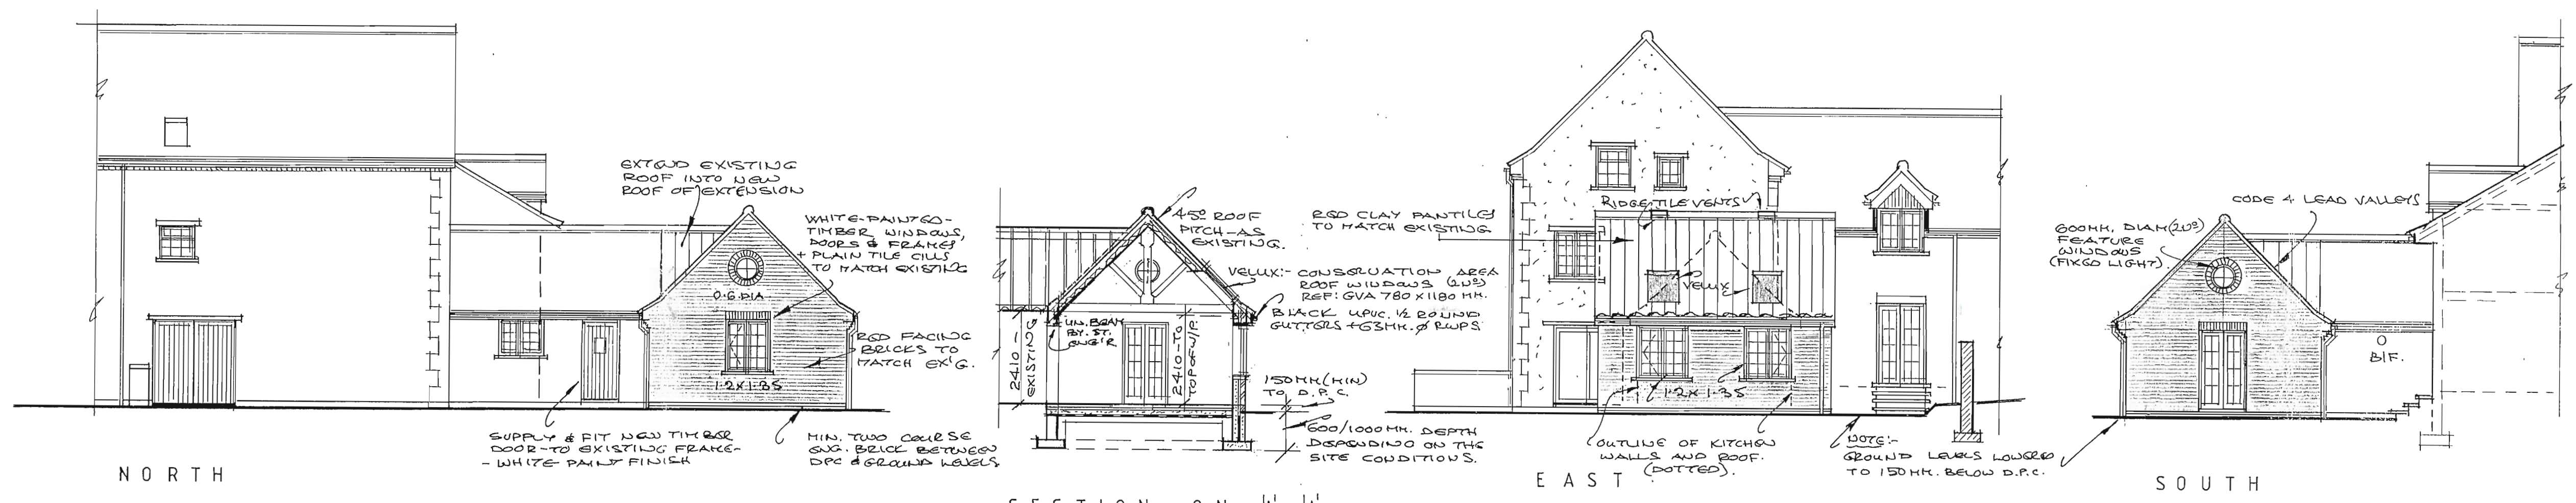 EXTEND EXISTING
ROOF INTO NEW
ROOF OF EXTENSION
WHITE-PAINTED-
TIMBER WINDOWS,
DOORS & FRAMES
+ PLAIN TILE CILLS
TO MATCH EXISTING
0.6 DIA
RED FACING
BRICKS TO
MATCH EX'G.
1.2 X 1.35
SUPPLY & FIT NEW TIMBER
DOOR-TO EXISTING FRAME-
-WHITE PAINT FINISH
MIN. TWO COURSE
ENG. BRICK BETWEEN
DPC & GROUND LEVELS
NORTH
45° ROOF
PITCH-AS
EXISTING.
VELUX:- CONSERVATION AREA
ROOF WINDOWS (2Nº)
REF: GVA 780 X 1180 MM.
BLACK UPVC. ½ ROUND
GUTTERS + 63MM. Ø RWPS
UN. BEAM
BY. ST.
ENG'R
2410 -
EXISTING
2410 - TO
TOP OF W/P
150MM (MIN)
TO D.P.C.
600/1000MM. DEPTH
DEPENDING ON THE
SITE CONDITIONS.
SECTION ON
RED CLAY PANTILES
TO MATCH EXISTING
RIDGE TILE VENTS
VELUX
1.2 X 1.35
OUTLINE OF KITCHEN
WALLS AND ROOF.
(DOTTED).
NOTE:-
GROUND LEVELS LOWERED
TO 150MM. BELOW D.P.C.
EAST
CODE 4 LEAD VALLEYS
600MM. DIAM (2Nº)
FEATURE
WINDOWS
(FIXED LIGHT)
B/F.
SOUTH